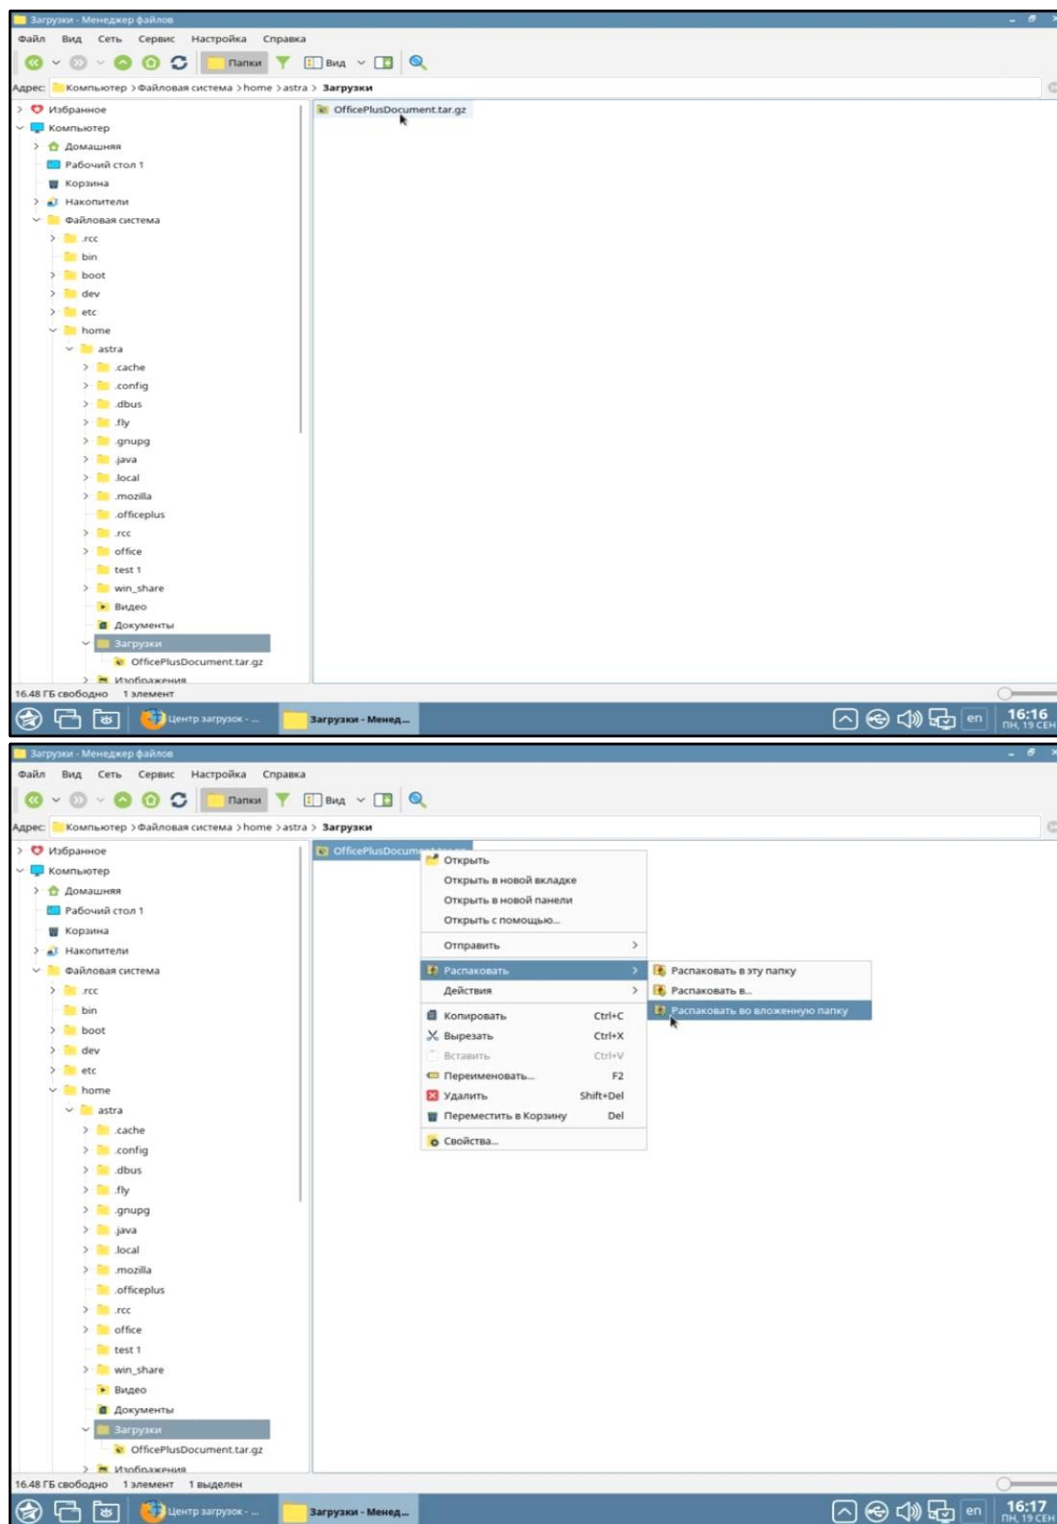 Загрузки - Менеджер файлов
Файл Вид Сеть Сервис Настройка Справка
Папки Вид
Адрес: Компьютер > Файловая система > home > astra > Загрузки
Избранное
OfficePlusDocument.tar.gz
Компьютер
Домашняя
Рабочий стол 1
Корзина
Накопители
Файловая система
.rcc
bin
boot
dev
etc
home
astra
.cache
.config
.dbus
.fly
.gnupg
.java
.local
.mozilla
.officeplus
.rcc
office
test 1
win_share
Видео
Документы
Загрузки
OfficePlusDocument.tar.gz
Изображения
16.48 ГБ свободно 1 элемент
Центр загрузок - ... Загрузки - Менед... en 16:16
ПН, 19 СЕН
Загрузки - Менеджер файлов
Файл Вид Сеть Сервис Настройка Справка
Папки Вид
Адрес: Компьютер > Файловая система > home > astra > Загрузки
Избранное
Компьютер
Домашняя
Рабочий стол 1
Корзина
Накопители
Файловая система
.rcc
bin
boot
dev
etc
home
astra
.cache
.config
.dbus
.fly
.gnupg
.java
.local
.mozilla
.officeplus
.rcc
office
test 1
win_share
Видео
Документы
Загрузки
OfficePlusDocument.tar.gz
Изображения
Открыть
Открыть в новой вкладке
Открыть в новой панели
Открыть с помощью...
Отправить
Распаковать
Действия
Копировать Ctrl+C
Вырезать Ctrl+X
Вставить Ctrl+V
Переименовать... F2
Удалить Shift+Del
Переместить в Корзину Del
Свойства...
Распаковать в эту папку
Распаковать в...
Распаковать во вложенную папку
16.48 ГБ свободно 1 элемент 1 выделен
Центр загрузок - ... Загрузки - Менед... en 16:17
ПН, 19 СЕН